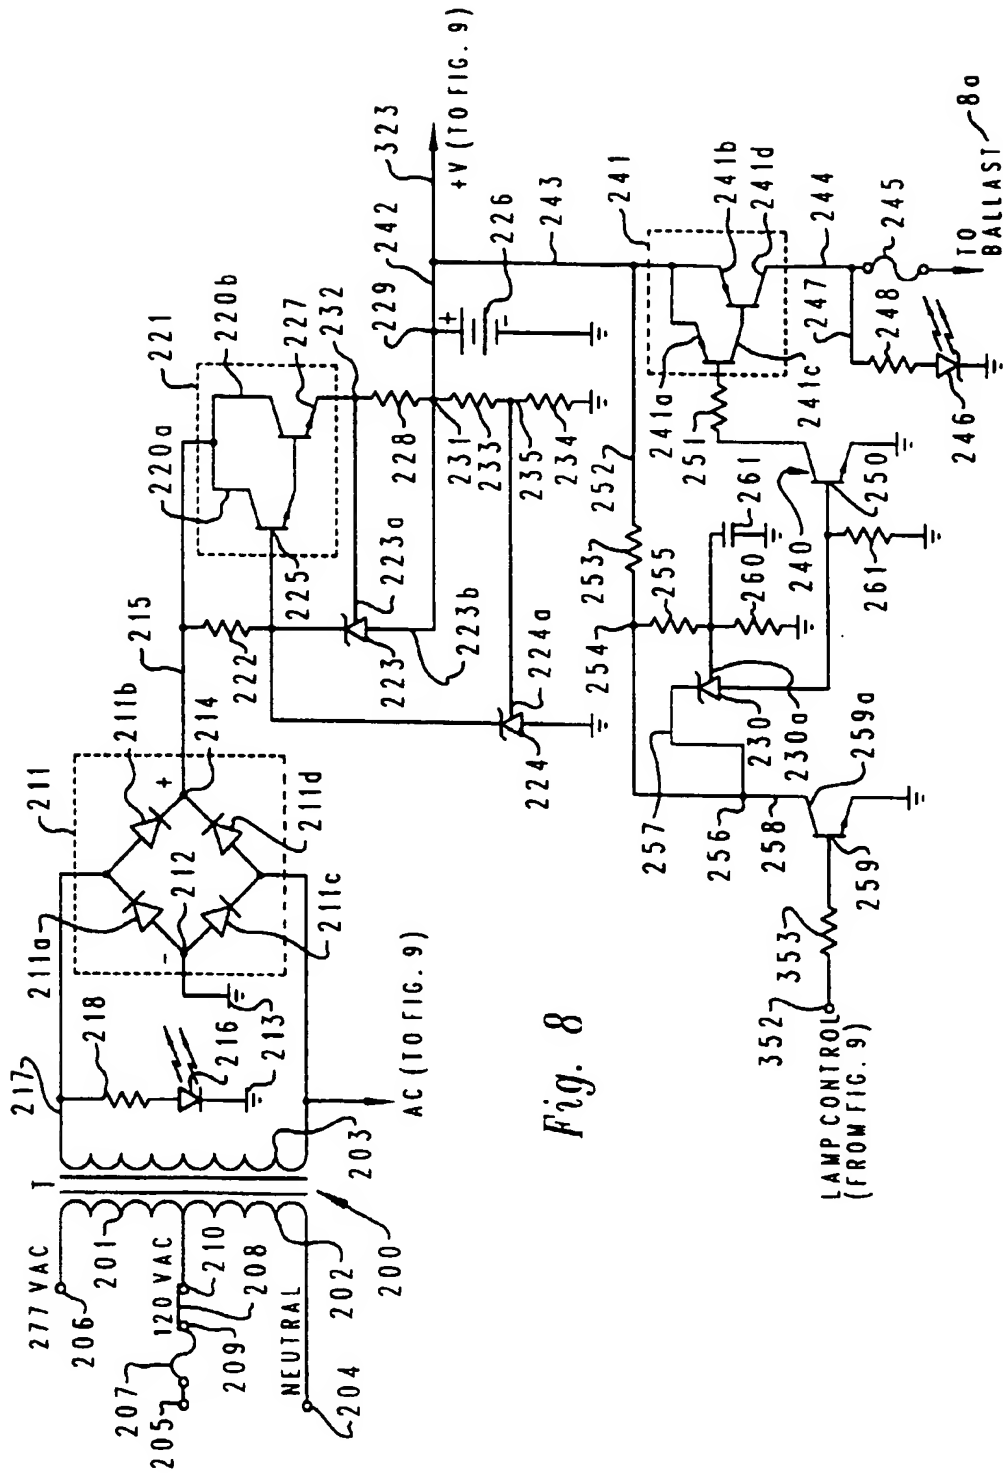 277 VAC
206
201
207
205
120 VAC
210
209
208
NEUTRAL
202
204
200
T
203
217
218
216
213
AC (TO FIG. 9)
211
211a
211b
212
214
211d
211c
+
-
215
221
220a
220b
222
225
227
232
223a
223
223b
228
229
242
323
+V (TO FIG. 9)
+
-
226
231
233
235
234
224a
224
243
241
241a
241b
241c
241d
244
247
245
248
246
TO
BALLAST
8a
251
252
253
254
255
261
260
240
250
261
257
230
230a
256
258
259a
259
353
352
LAMP CONTROL
(FROM FIG. 9)
Fig. 8